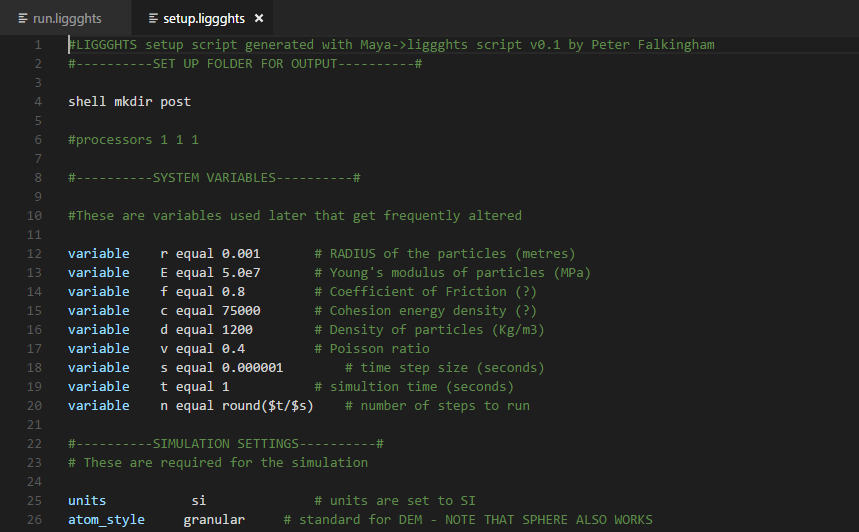 run.liggghts setup.liggghts ×
1 #LIGGGHTS setup script generated with Maya->liggghts script v0.1 by Peter Falkingham
2 #----------SET UP FOLDER FOR OUTPUT----------#
3
4 shell mkdir post
5
6 #processors 1 1 1
7
8 #----------SYSTEM VARIABLES----------#
9
10 #These are variables used later that get frequently altered
11
12 variable r equal 0.001 # RADIUS of the particles (metres)
13 variable E equal 5.0e7 # Young's modulus of particles (MPa)
14 variable f equal 0.8 # Coefficient of Friction (?)
15 variable c equal 75000 # Cohesion energy density (?)
16 variable d equal 1200 # Density of particles (Kg/m3)
17 variable v equal 0.4 # Poisson ratio
18 variable s equal 0.000001 # time step size (seconds)
19 variable t equal 1 # simultion time (seconds)
20 variable n equal round($t/$s) # number of steps to run
21
22 #----------SIMULATION SETTINGS----------#
23 # These are required for the simulation
24
25 units si # units are set to SI
26 atom_style granular # standard for DEM - NOTE THAT SPHERE ALSO WORKS